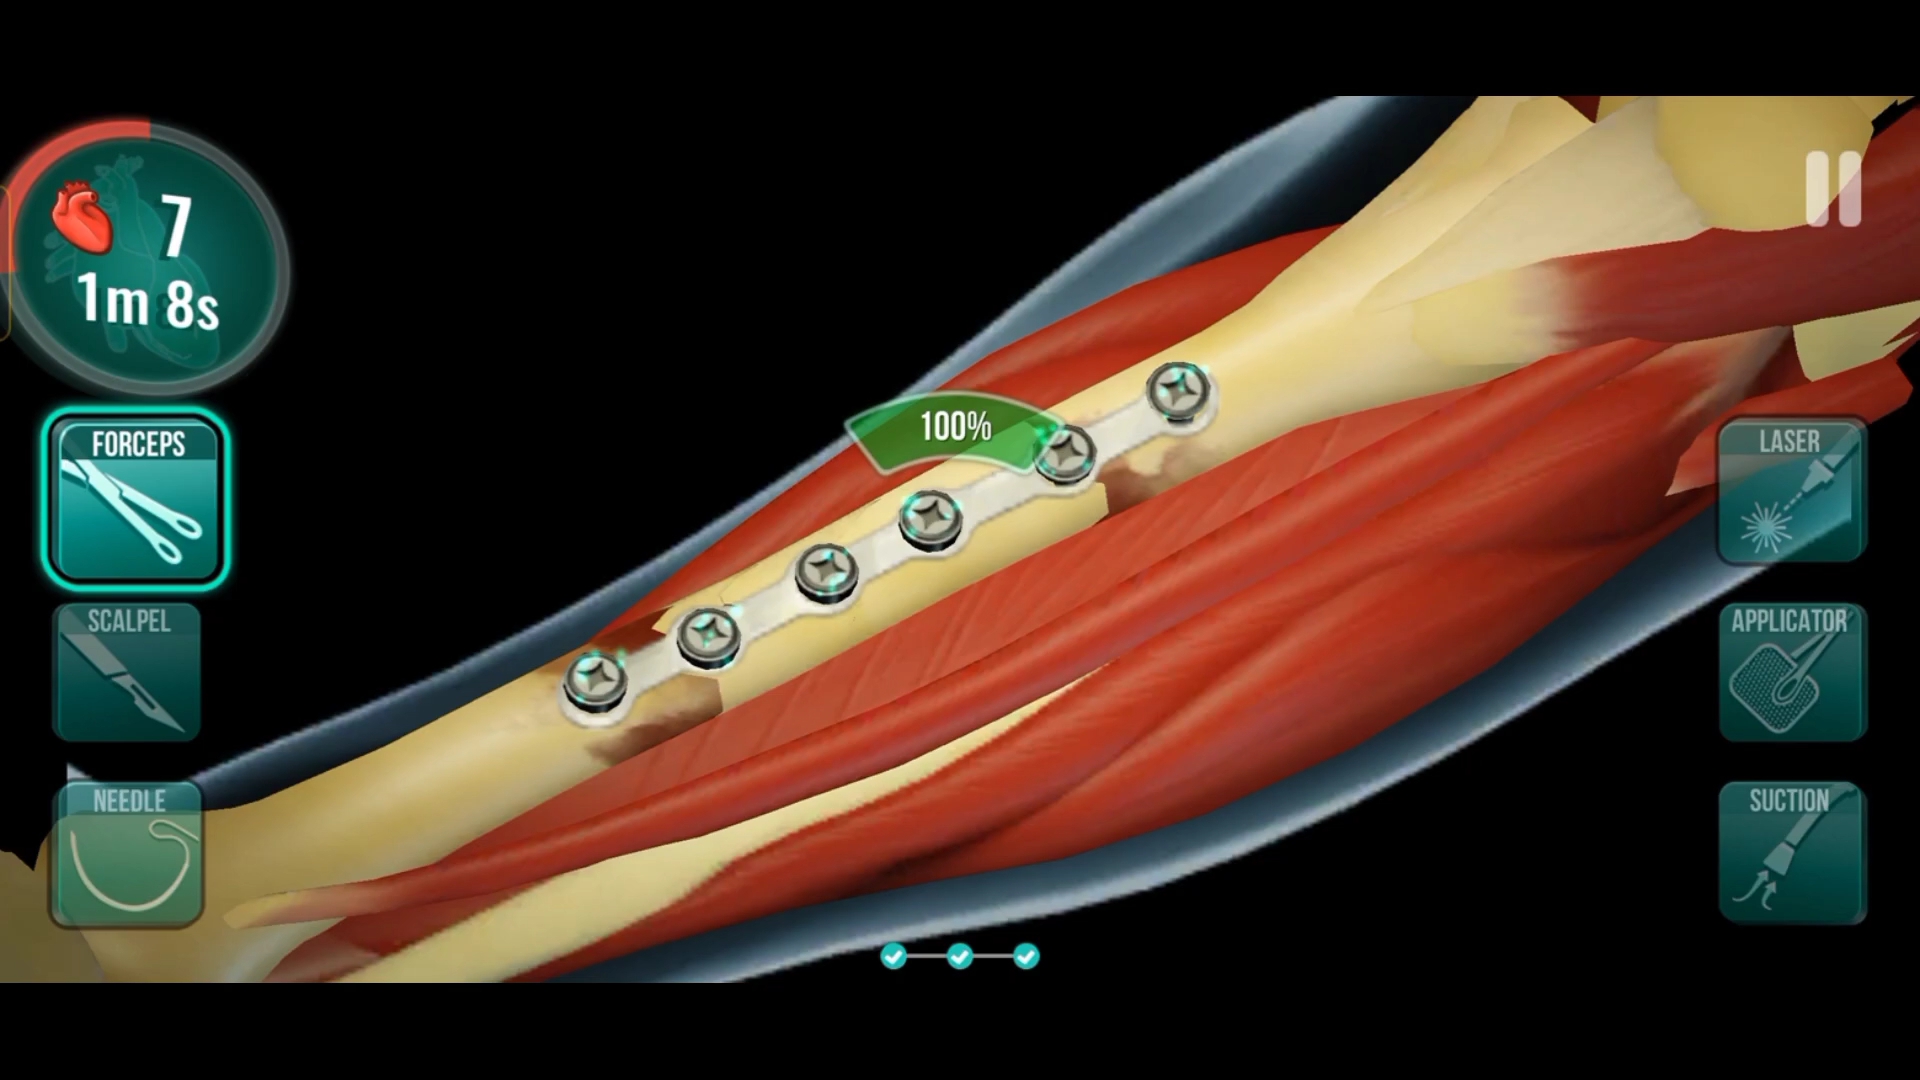 7
1m 8s
FORCEPS
SCALPEL
NEEDLE
100%
LASER
APPLICATOR
SUCTION